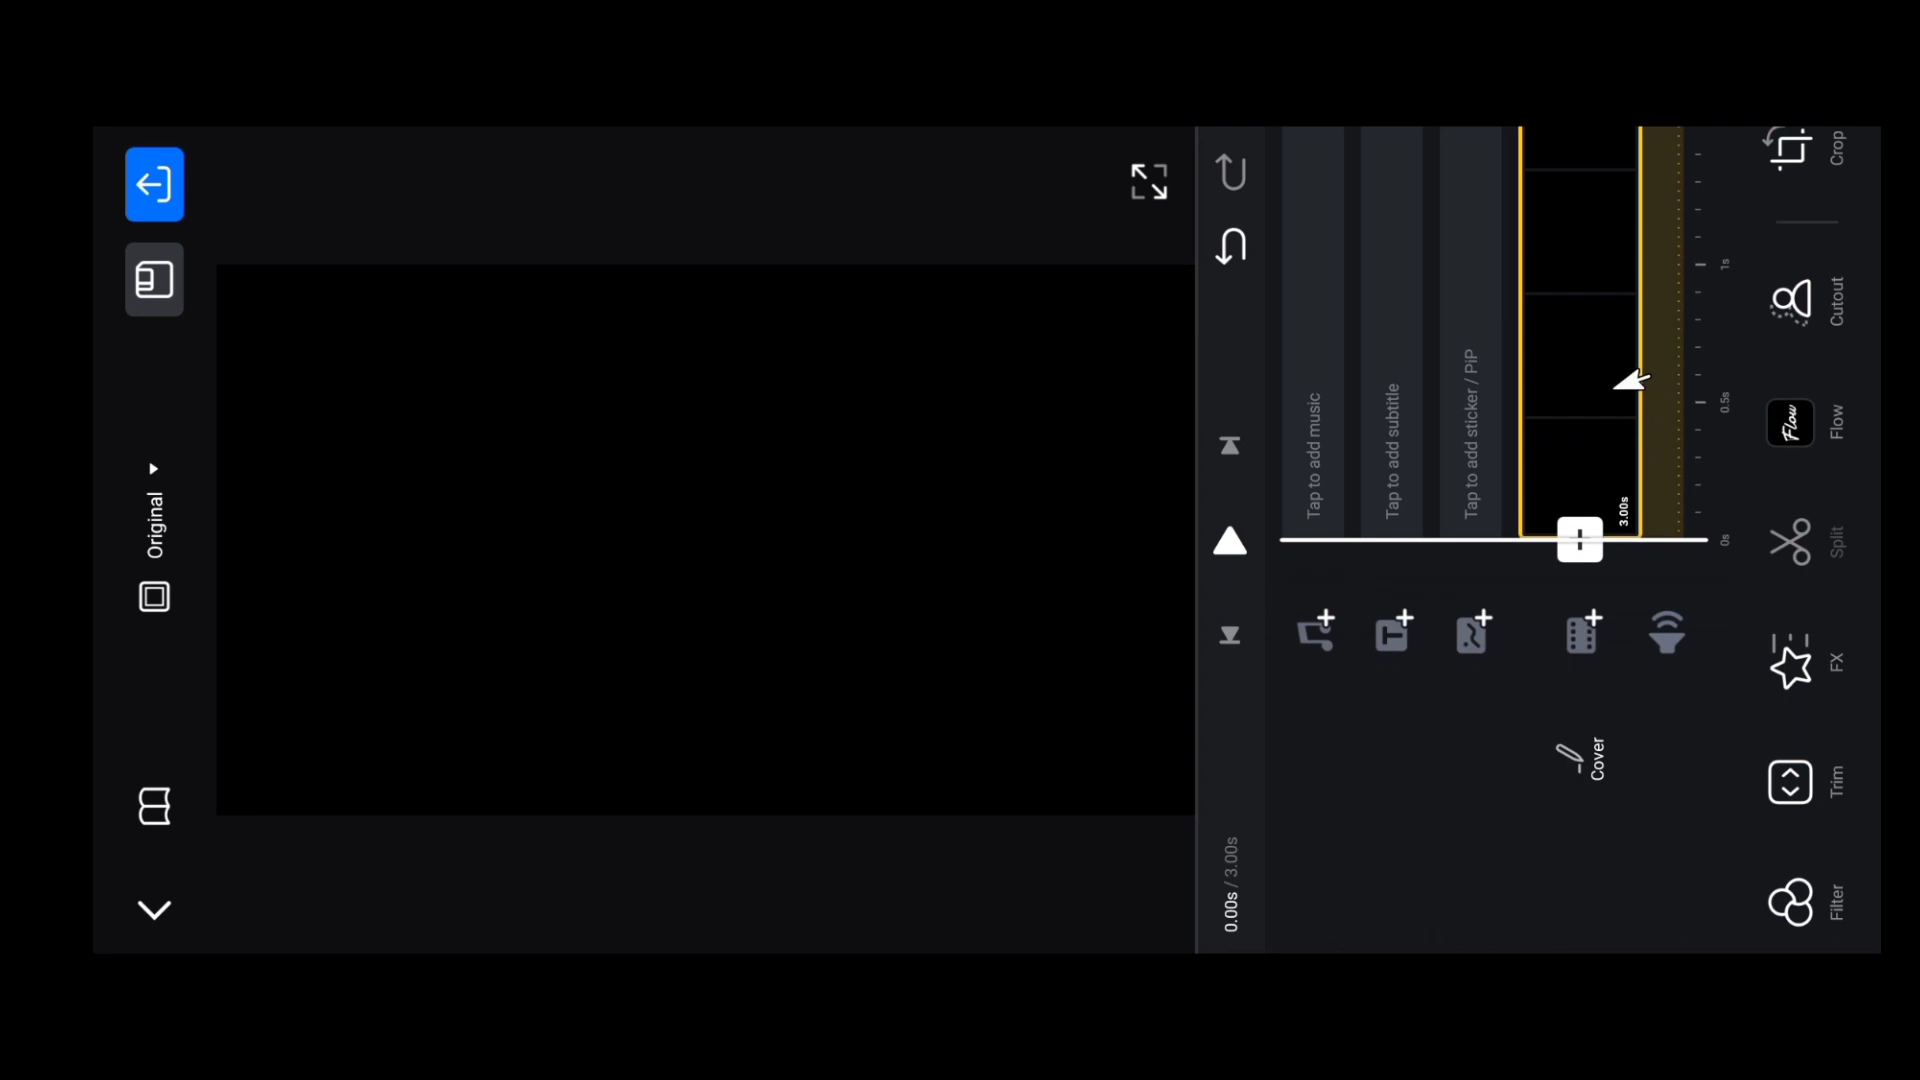 Original
0.00s / 3.00s
Tap to add music
Tap to add subtitle
Tap to add sticker / PiP
Cover
3.00s
0s
0.5s
1s
Filter
Trim
FX
Split
Flow
Flow
Cutout
Crop